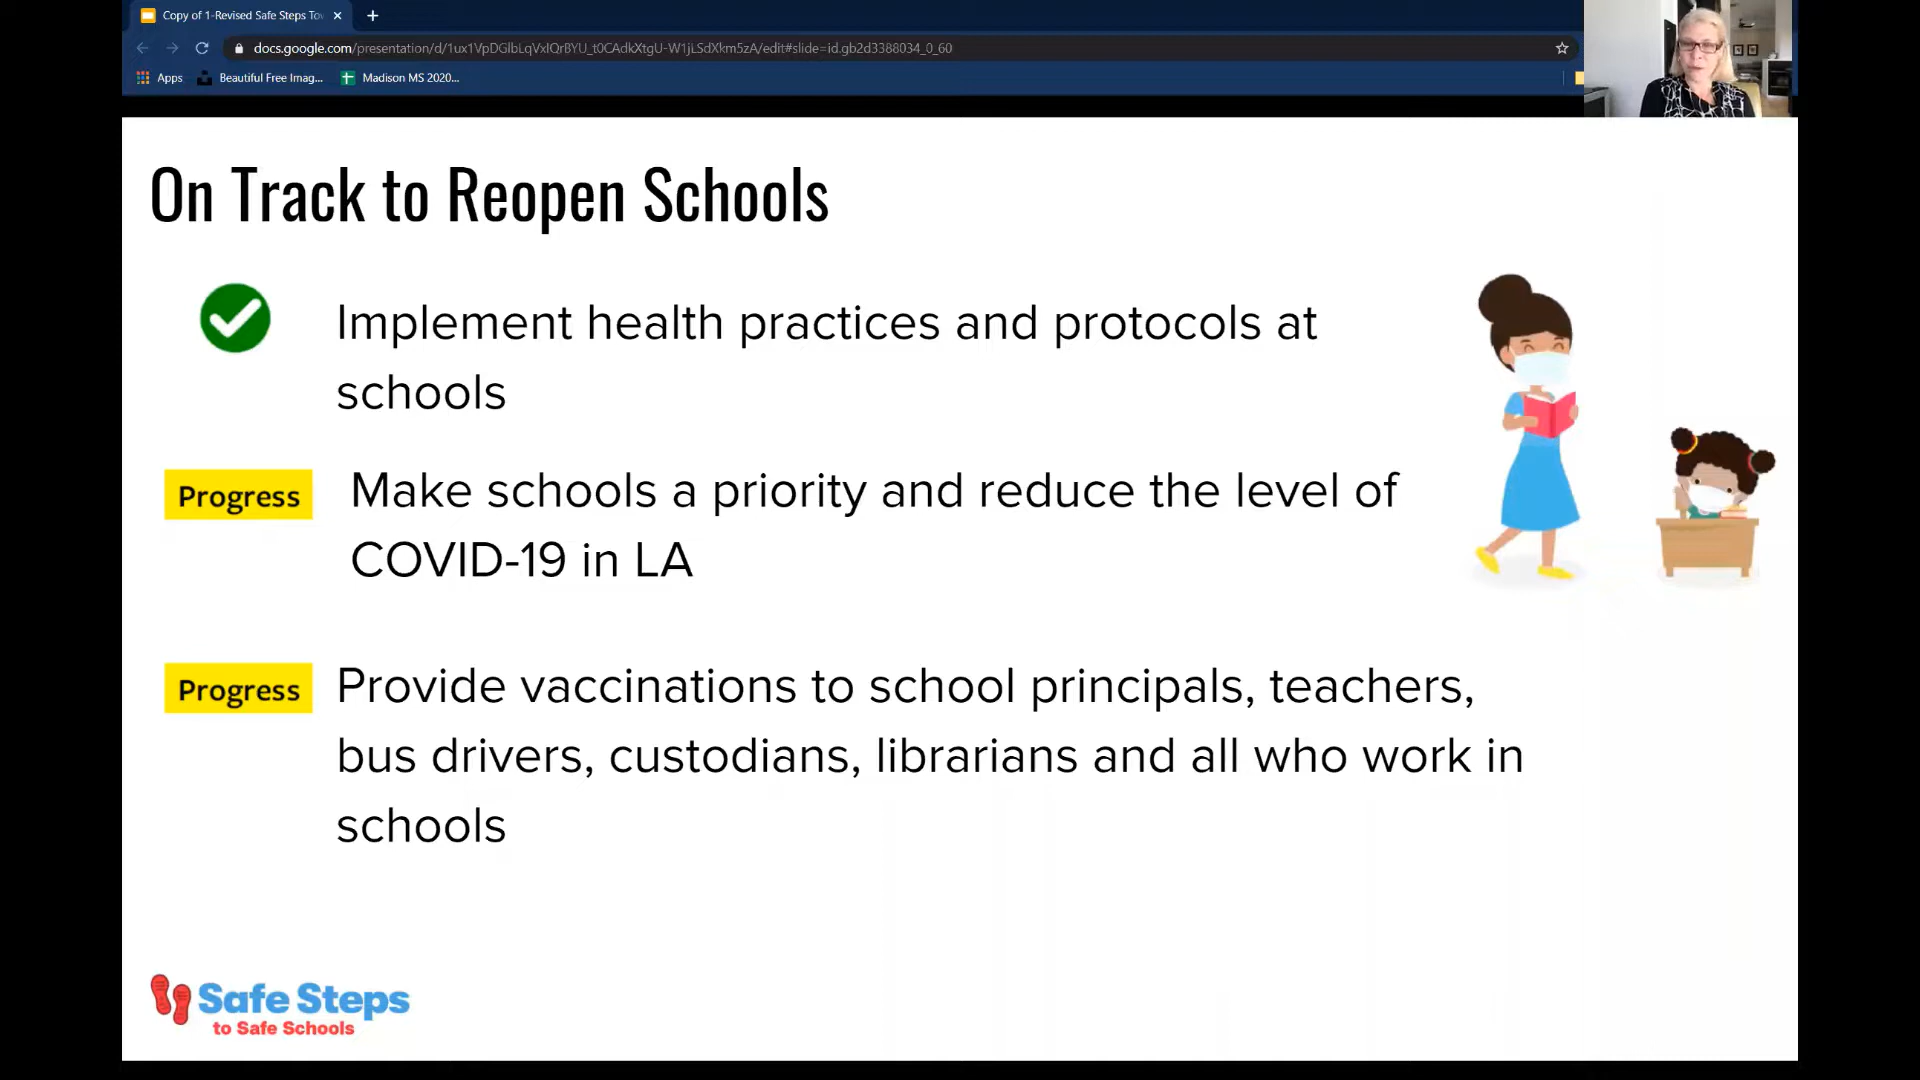 Copy of 1-Revised Safe Steps Tov
docs.google.com/presentation/d/1ux1VpDGlbLqVxIQrBYU_t0CAdkXtgU-W1jLSdXkm5zA/edit#slide=id.gb2d3388034_0_60
Apps Beautiful Free Imag... Madison MS 2020...
On Track to Reopen Schools
Implement health practices and protocols at
schools
Progress Make schools a priority and reduce the level of
COVID-19 in LA
Progress Provide vaccinations to school principals, teachers,
bus drivers, custodians, librarians and all who work in
schools
Safe Steps
to Safe Schools